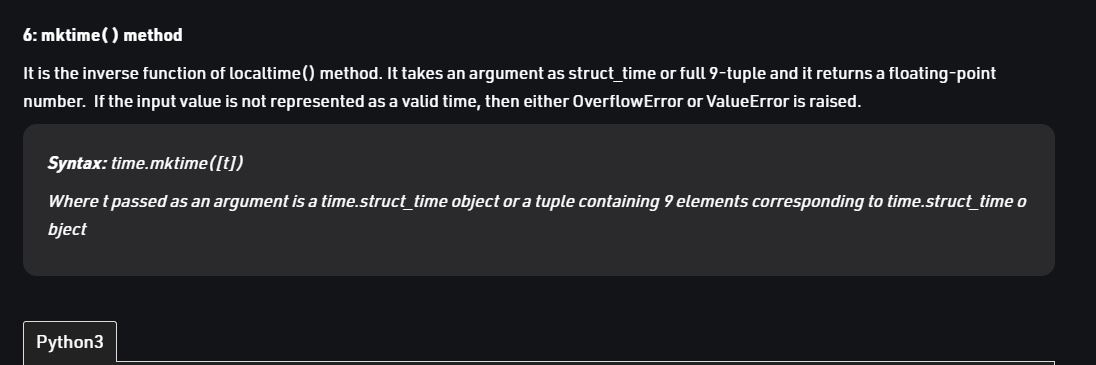 6: mktime( ) method
It is the inverse function of localtime() method. It takes an argument as struct_time or full 9-tuple and it returns a floating-point
number.  If the input value is not represented as a valid time, then either OverflowError or ValueError is raised.
Syntax: time.mktime([t])
Where t passed as an argument is a time.struct_time object or a tuple containing 9 elements corresponding to time.struct_time o
bject
Python3